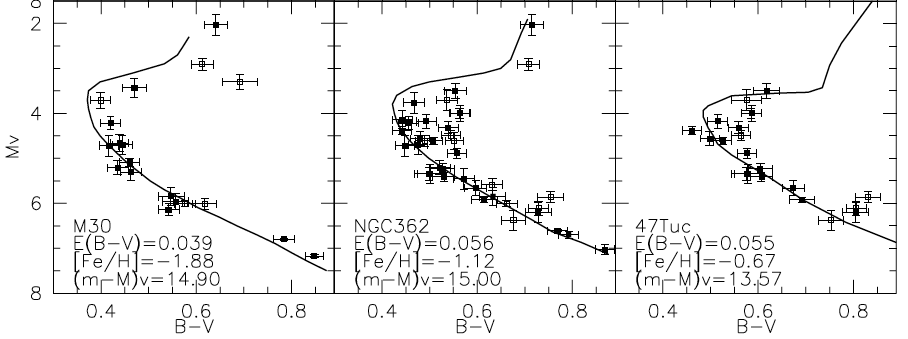 8
2
4
6
8
Mv
M30
E(B-V)=0.039
[Fe/H]=-1.88
(m-M)v=14.90
0.4 0.6 0.8
B-V
NGC362
E(B-V)=0.056
[Fe/H]=-1.12
(m-M)v=15.00
0.4 0.6 0.8
B-V
47Tuc
E(B-V)=0.055
[Fe/H]=-0.67
(m-M)v=13.57
0.4 0.6 0.8
B-V